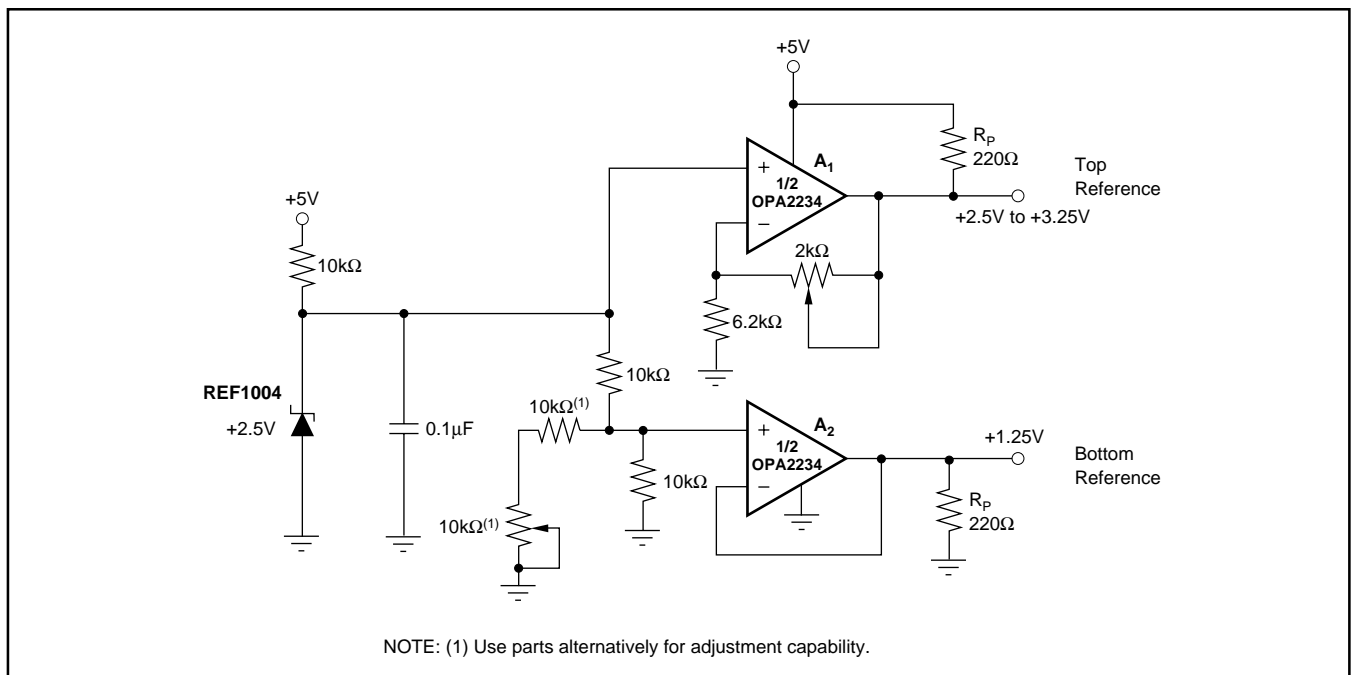 +5V
R_P
220Ω
Top
Reference
+
A₁
1/2
OPA2234
−
+2.5V to +3.25V
+5V
10kΩ
2kΩ
6.2kΩ
REF1004
+2.5V
0.1µF
10kΩ
10kΩ(1)
+
A₂
1/2
OPA2234
−
+1.25V
Bottom
Reference
10kΩ
R_P
220Ω
10kΩ(1)
NOTE: (1) Use parts alternatively for adjustment capability.